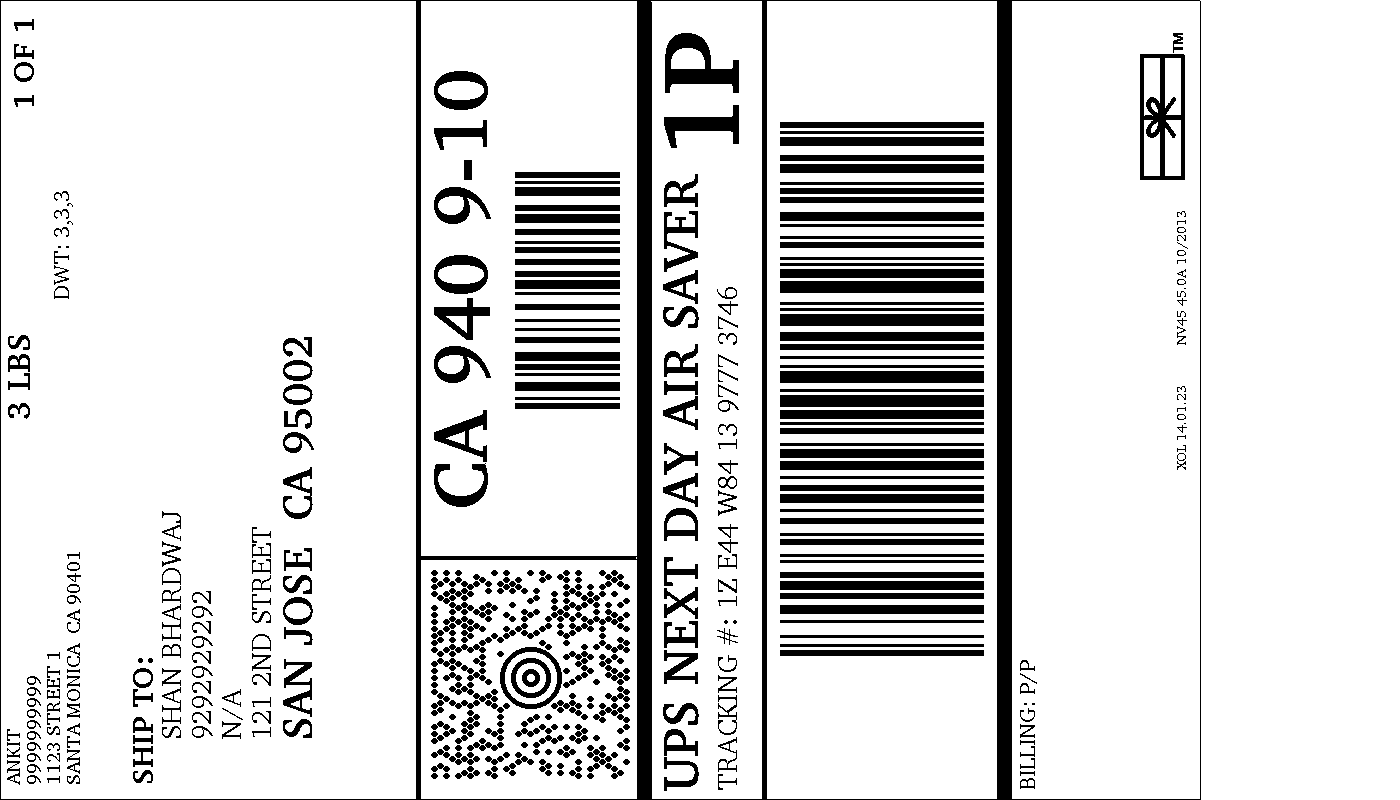 ANKIT
9999999999
1123 STREET 1
SANTA MONICA CA 90401
3 LBS
1 OF 1
DWT: 3,3,3
SHIP TO:
SHAN BHARDWAJ
9292929292
N/A
121 2ND STREET
SAN JOSE CA 95002
CA 940 9-10
UPS NEXT DAY AIR SAVER
1P
TRACKING #: 1Z E44 W84 13 9777 3746
BILLING: P/P
XOL 14.01.23 NV45 45.0A 10/2013
TM